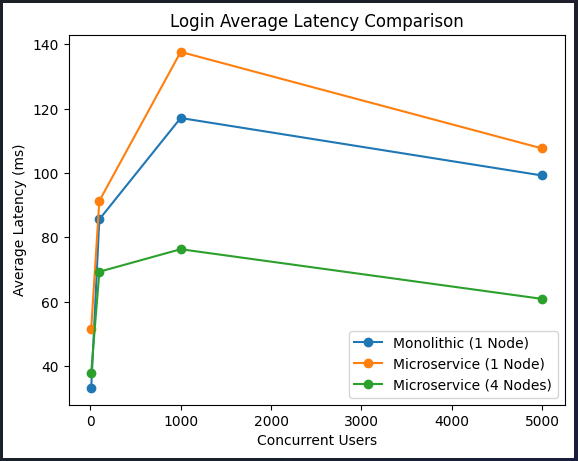 Login Average Latency Comparison
140
120
100
80
60
40
Average Latency (ms)
Monolithic (1 Node)
Microservice (1 Node)
Microservice (4 Nodes)
0 1000 2000 3000 4000 5000
Concurrent Users